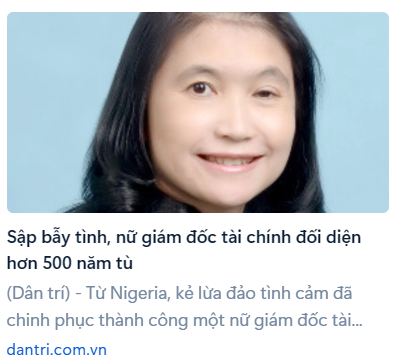 Sập bẫy tình, nữ giám đốc tài chính đối diện
hơn 500 năm tù
(Dân trí) - Từ Nigeria, kẻ lừa đảo tình cảm đã
chinh phục thành công một nữ giám đốc tài...
dantri.com.vn